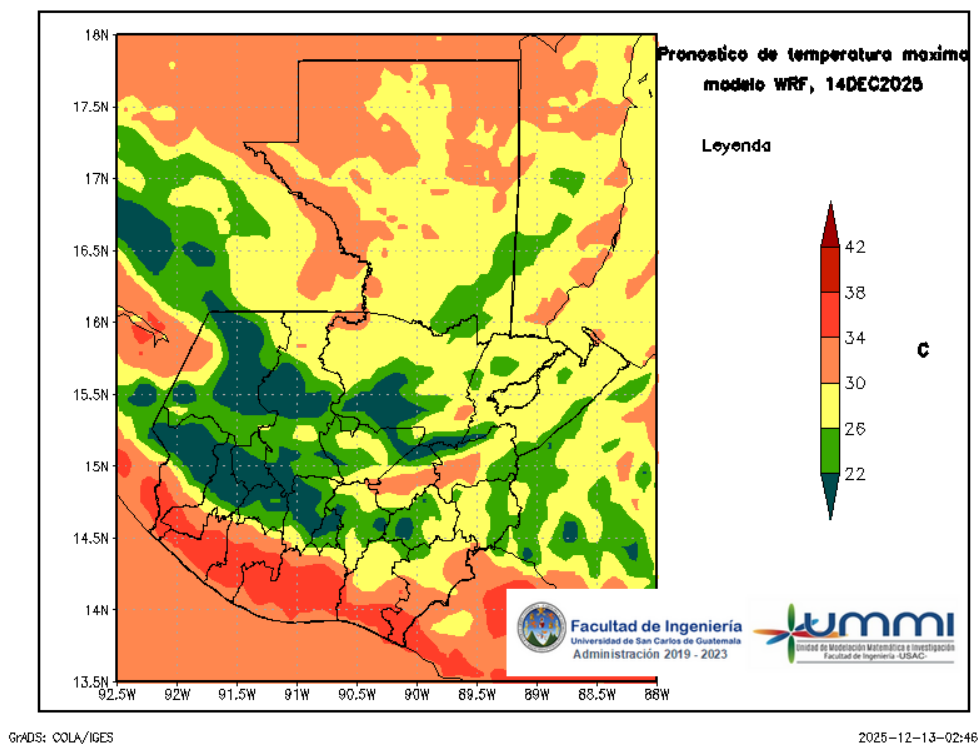 Pronostico de temperatura maxima
modelo WRF, 14DEC2025
Leyenda
42
38
34
30
26
22
C
18N
17.5N
17N
16.5N
16N
15.5N
15N
14.5N
14N
13.5N
92.5W 92W 91.5W 91W 90.5W 90W 89.5W 89W 88.5W 88W
Facultad de Ingeniería
Universidad de San Carlos de Guatemala
Administración 2019 - 2023
UMMI
Unidad de Modelación Matemática e Investigación
Facultad de Ingeniería -USAC-
GrADS: COLA/IGES
2025-12-13-02:46